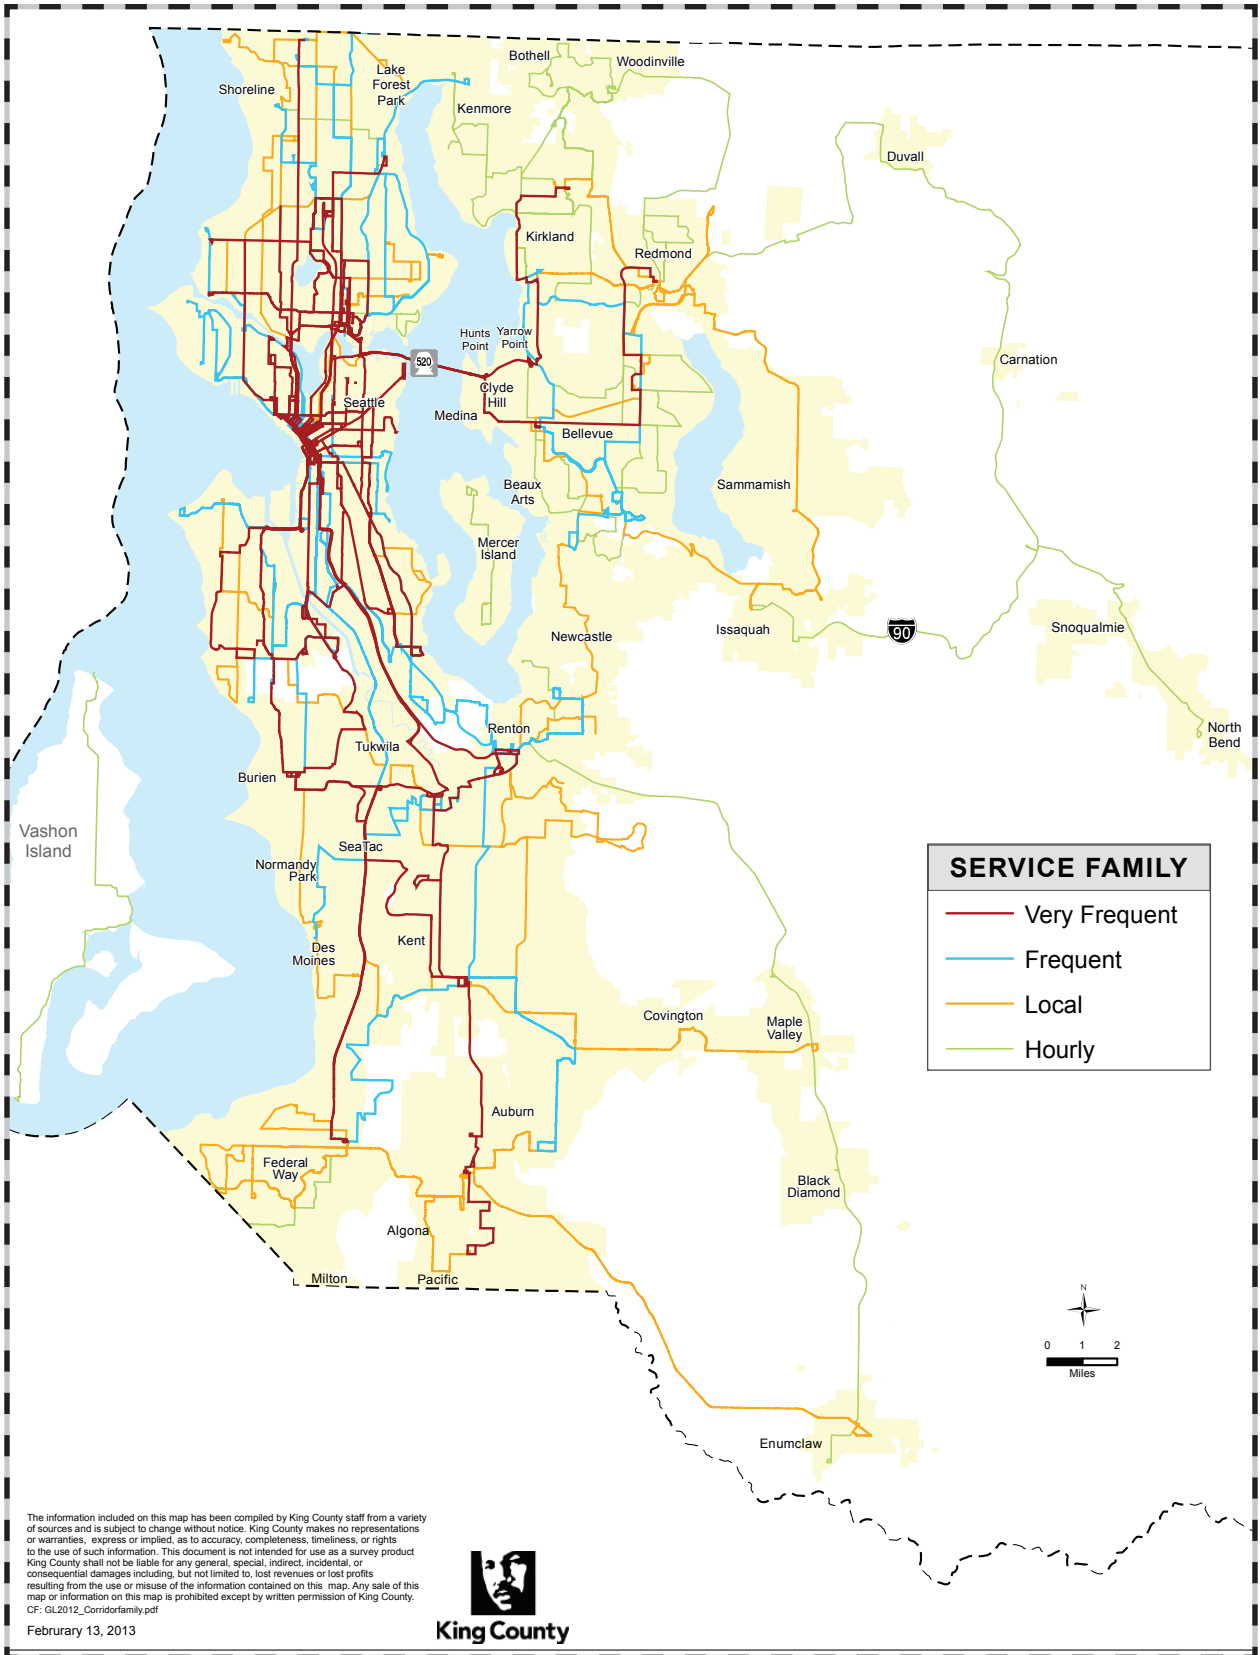 Bothell
Woodinville
Lake
Forest
Park
Shoreline
Kenmore
Duvall
Kirkland
Redmond
Hunts
Point
Yarrow
Point
520
Carnation
Clyde
Hill
Seattle
Medina
Bellevue
Beaux
Arts
Sammamish
Mercer
Island
Newcastle
Issaquah
90
Snoqualmie
North
Bend
Renton
Tukwila
Burien
Vashon
Island
SeaTac
Normandy
Park
SERVICE FAMILY
Very Frequent
Frequent
Local
Hourly
Kent
Des
Moines
Covington
Maple
Valley
Auburn
Federal
Way
Black
Diamond
Algona
Milton
Pacific
N
0 1 2
Miles
Enumclaw
The information included on this map has been compiled by King County staff from a variety
of sources and is subject to change without notice. King County makes no representations
or warranties, express or implied, as to accuracy, completeness, timeliness, or rights
to the use of such information. This document is not intended for use as a survey product
King County shall not be liable for any general, special, indirect, incidental, or
consequential damages including, but not limited to, lost revenues or lost profits
resulting from the use or misuse of the information contained on this map. Any sale of this
map or information on this map is prohibited except by written permission of King County.
CF: GL2012_Corridorfamily.pdf
Februrary 13, 2013
King County